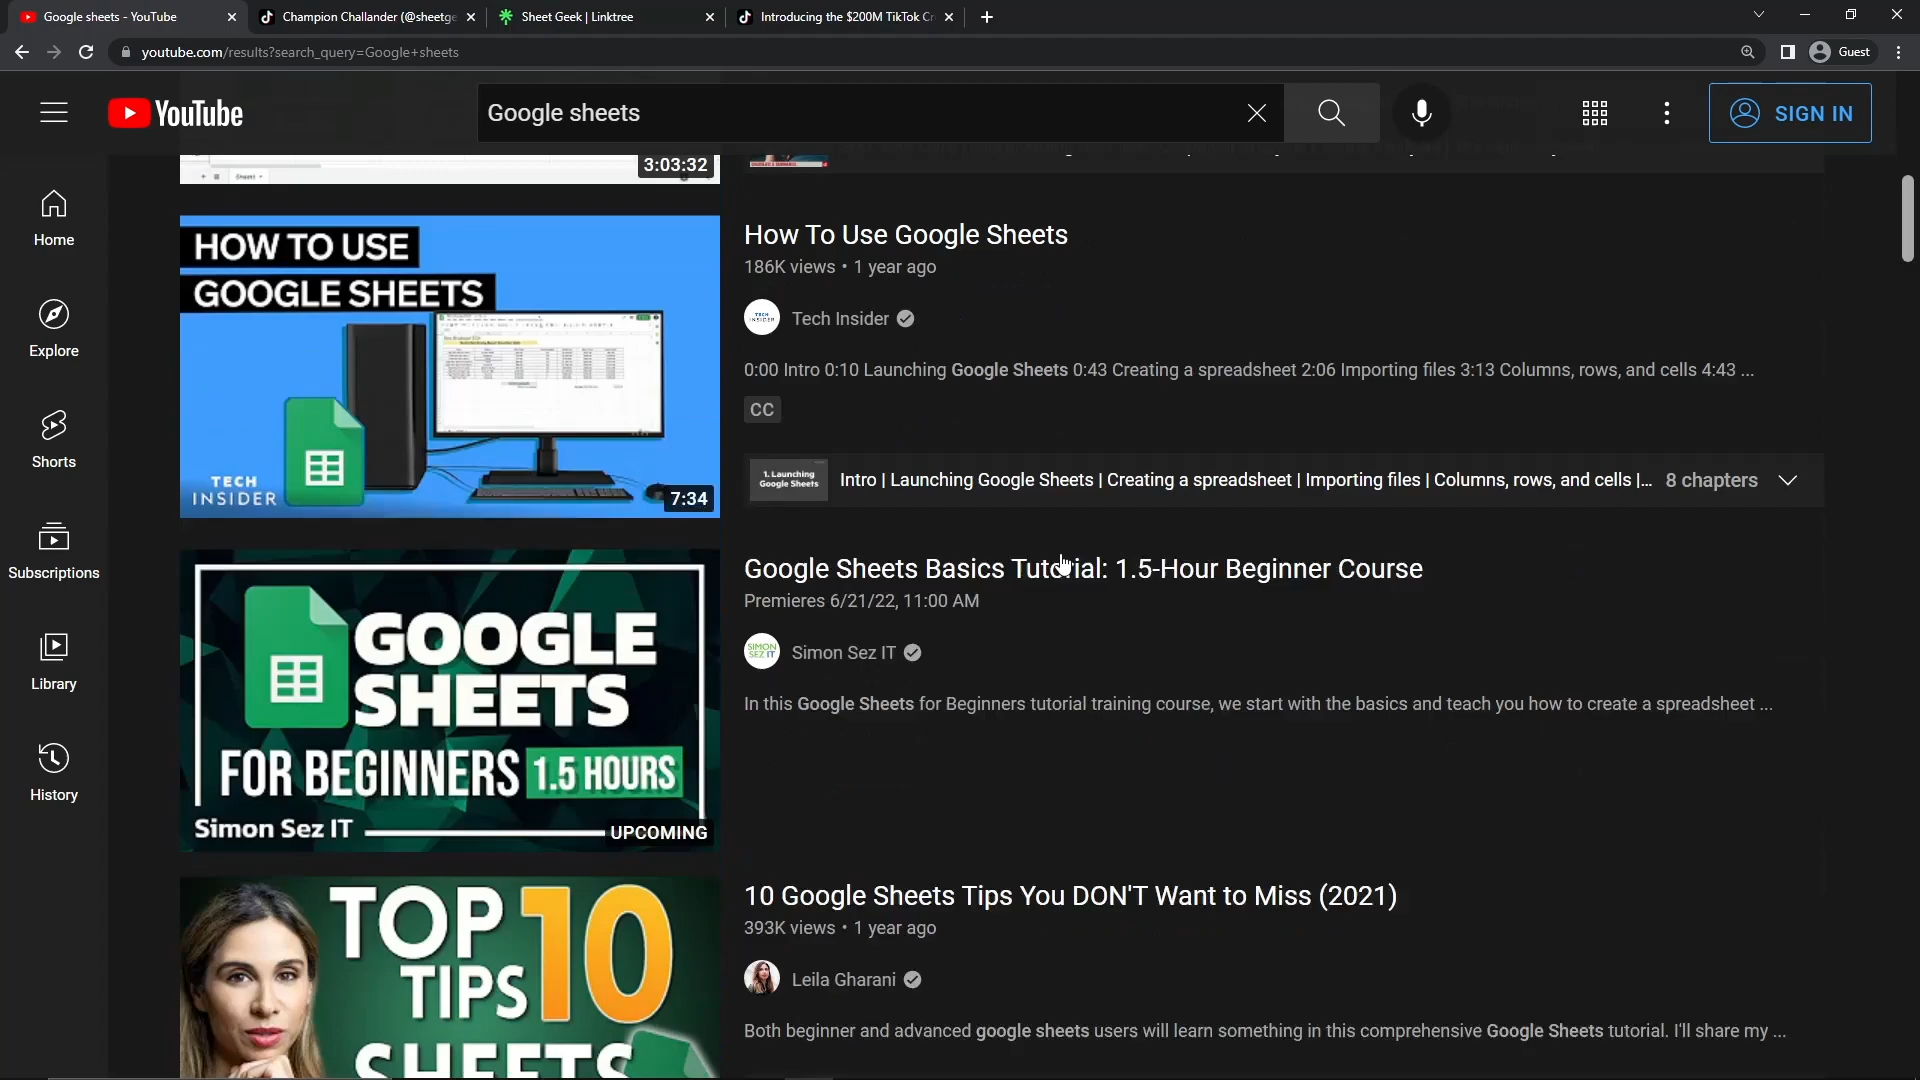 Google sheets - YouTube
Champion Challander (@sheetge
Sheet Geek | Linktree
Introducing the $200M TikTok Cr
youtube.com/results?search_query=Google+sheets
Guest
YouTube
Google sheets
SIGN IN
Home
Explore
Shorts
Subscriptions
Library
History
3:03:32
HOW TO USE
GOOGLE SHEETS
TECH
INSIDER
7:34
How To Use Google Sheets
186K views • 1 year ago
TECH
INSIDER
Tech Insider
0:00 Intro 0:10 Launching Google Sheets 0:43 Creating a spreadsheet 2:06 Importing files 3:13 Columns, rows, and cells 4:43 ...
CC
1. Launching
Google Sheets
Intro | Launching Google Sheets | Creating a spreadsheet | Importing files | Columns, rows, and cells |... 8 chapters
GOOGLE
SHEETS
FOR BEGINNERS 1.5 HOURS
Simon Sez IT
UPCOMING
Google Sheets Basics Tutorial: 1.5-Hour Beginner Course
Premieres 6/21/22, 11:00 AM
SIMON
SEZ IT
Simon Sez IT
In this Google Sheets for Beginners tutorial training course, we start with the basics and teach you how to create a spreadsheet ...
TOP 10
TIPS
SHEETS
10 Google Sheets Tips You DON'T Want to Miss (2021)
393K views • 1 year ago
Leila Gharani
Both beginner and advanced google sheets users will learn something in this comprehensive Google Sheets tutorial. I'll share my ...